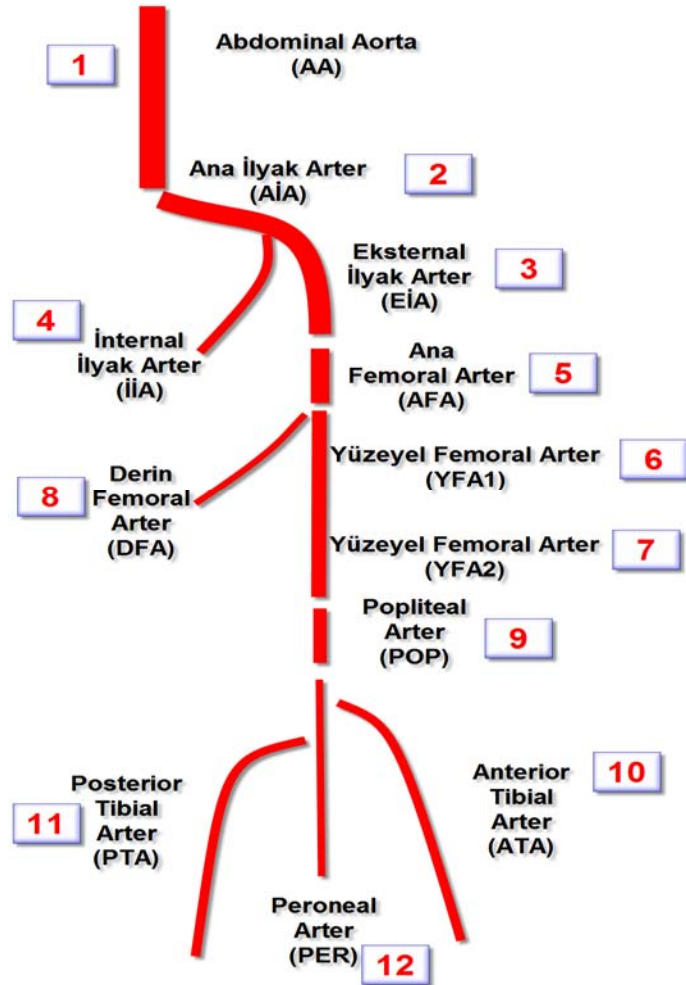 1
Abdominal Aorta
(AA)
Ana İlyak Arter
(AİA)
2
Eksternal
İlyak Arter
(EİA)
3
4
İnternal
İlyak Arter
(İİA)
Ana
Femoral Arter
(AFA)
5
Yüzeyel Femoral Arter
(YFA1)
6
8
Derin
Femoral
Arter
(DFA)
Yüzeyel Femoral Arter
(YFA2)
7
Popliteal
Arter
(POP)
9
Posterior
Tibial
Arter
(PTA)
11
Anterior
Tibial
Arter
(ATA)
10
Peroneal
Arter
(PER)
12